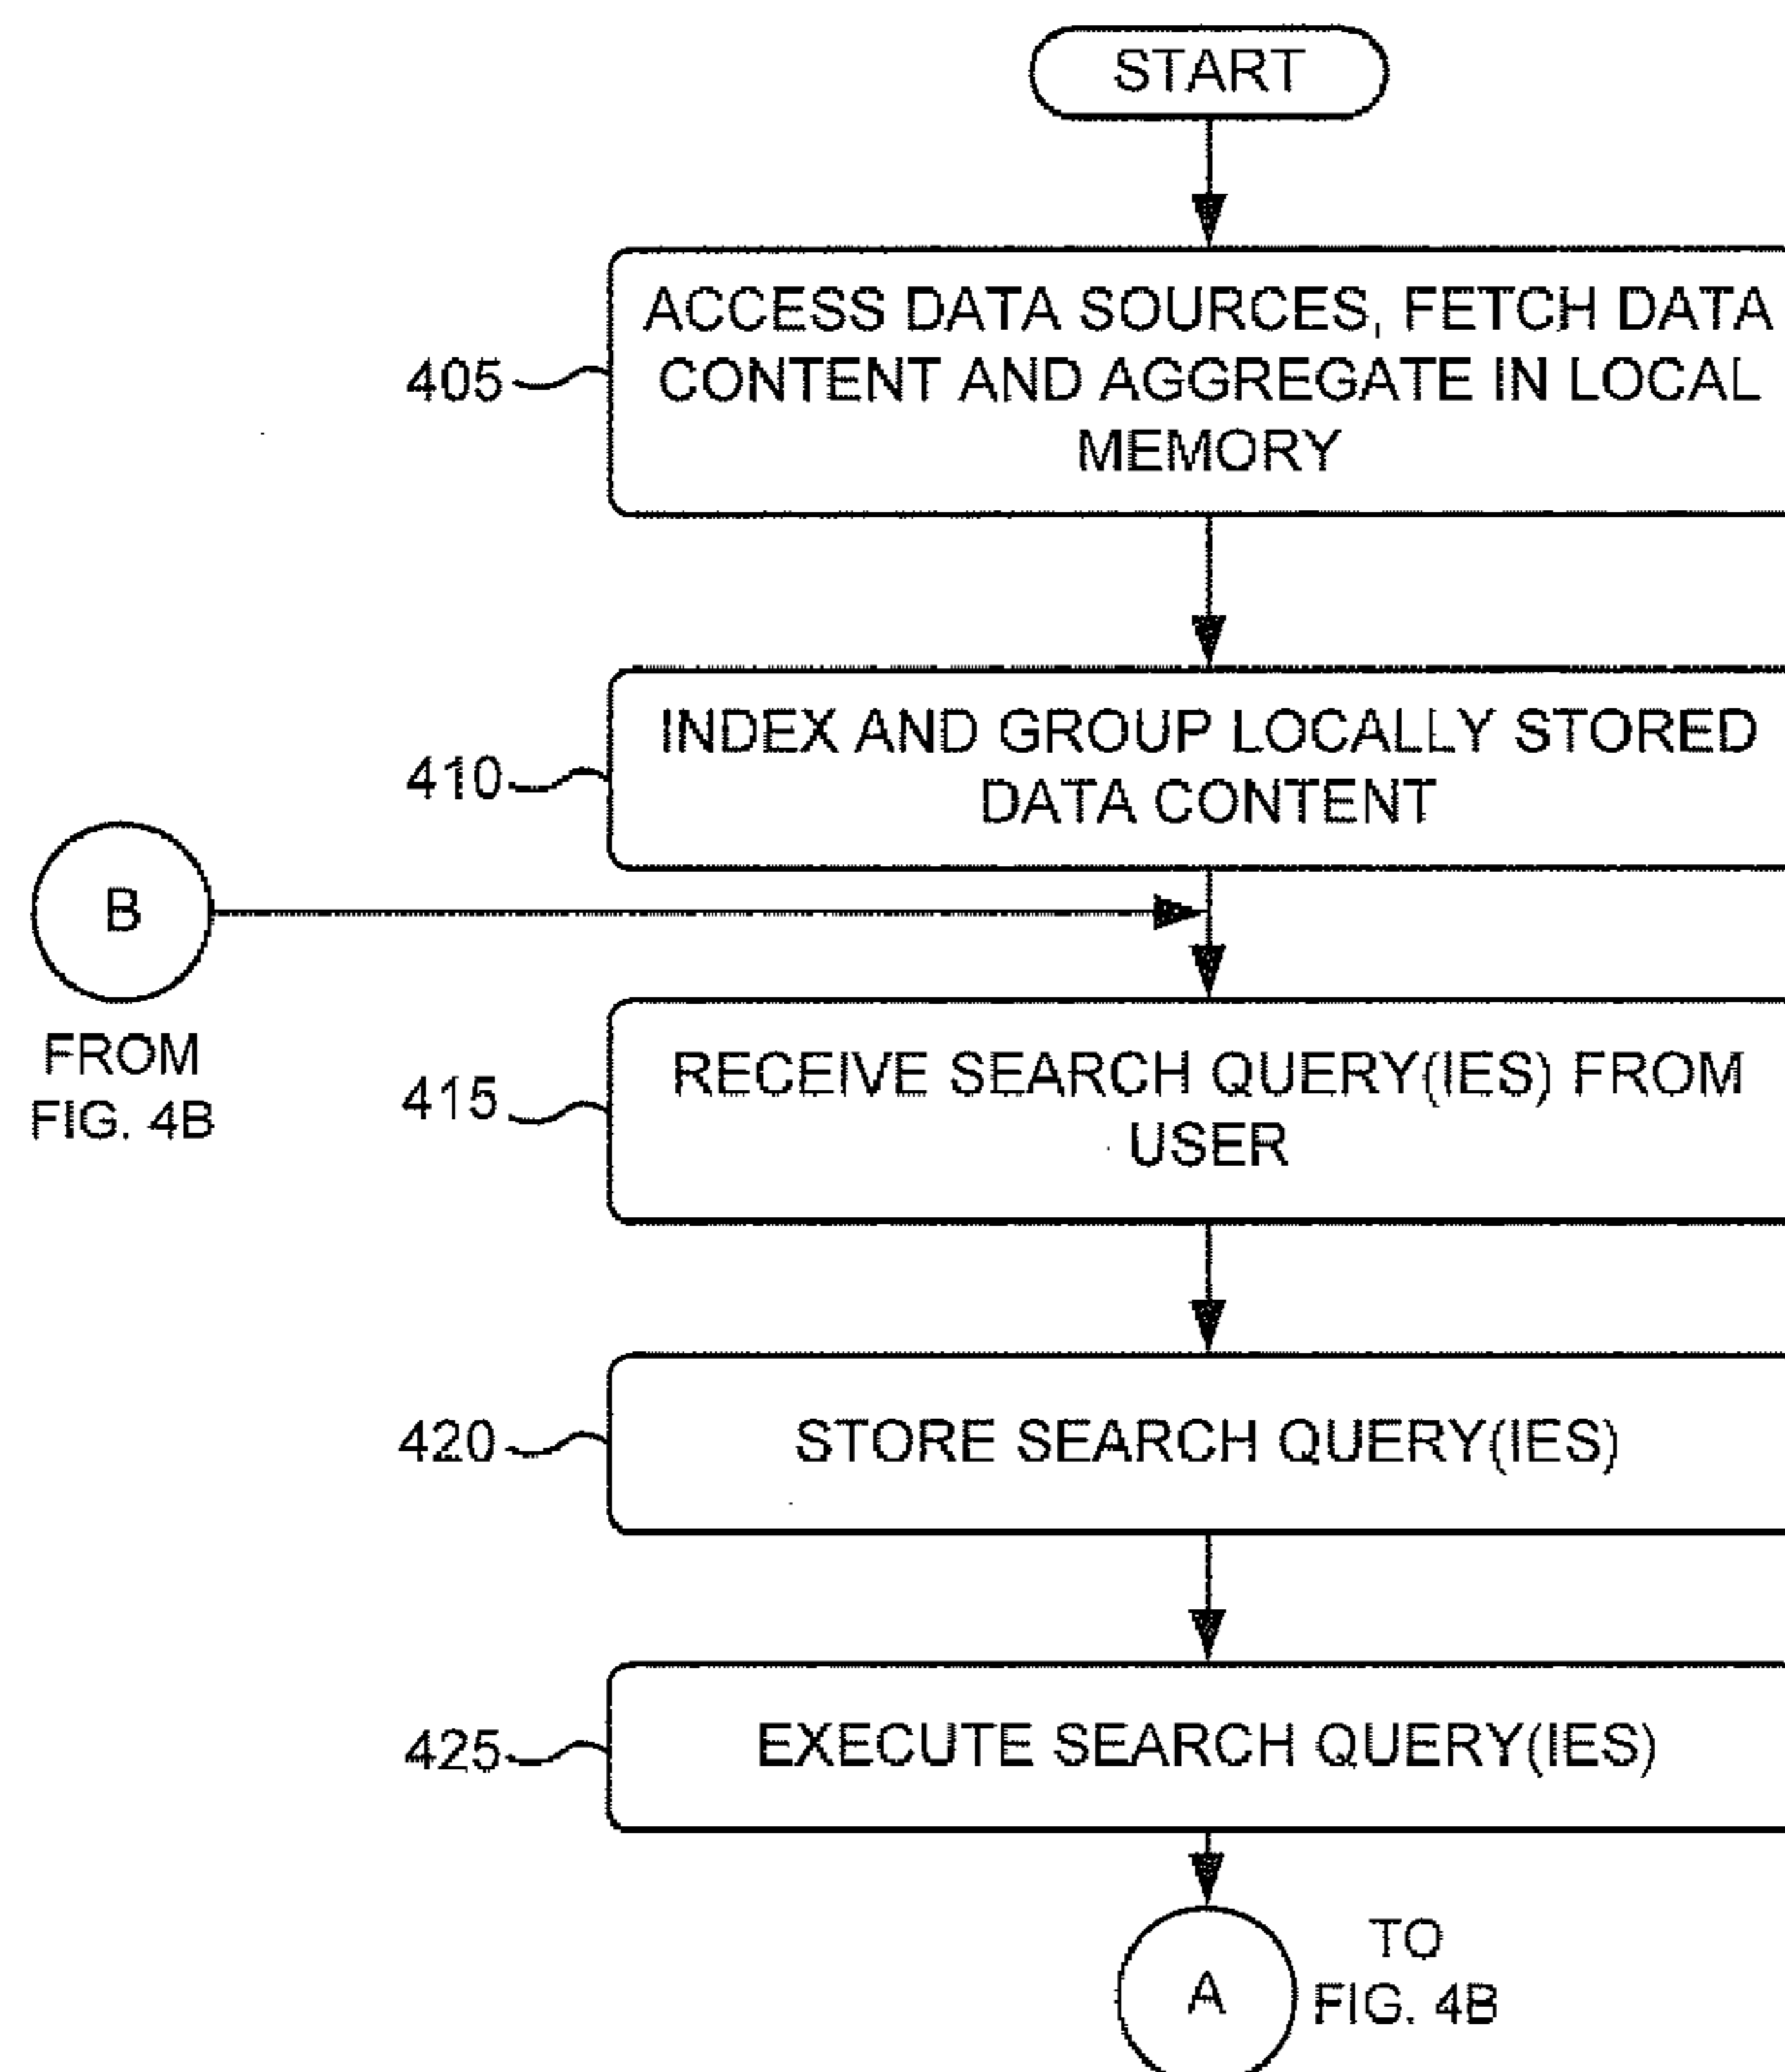 START
ACCESS DATA SOURCES, FETCH DATA
CONTENT AND AGGREGATE IN LOCAL
MEMORY
405
INDEX AND GROUP LOCALLY STORED
DATA CONTENT
410
B
FROM
FIG. 4B
RECEIVE SEARCH QUERY(IES) FROM
USER
415
STORE SEARCH QUERY(IES)
420
EXECUTE SEARCH QUERY(IES)
425
A
TO
FIG. 4B